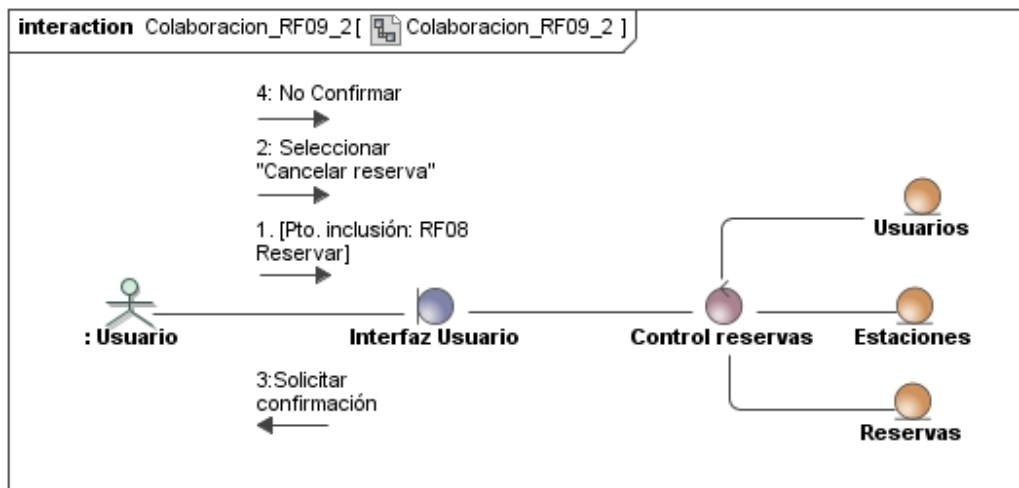 interaction Colaboracion_RF09_2 [ Colaboracion_RF09_2 ]
4: No Confirmar
2: Seleccionar
"Cancelar reserva"
1. [Pto. inclusión: RF08
Reservar]
Usuarios
: Usuario
Interfaz Usuario
Control reservas
Estaciones
3:Solicitar
confirmación
Reservas